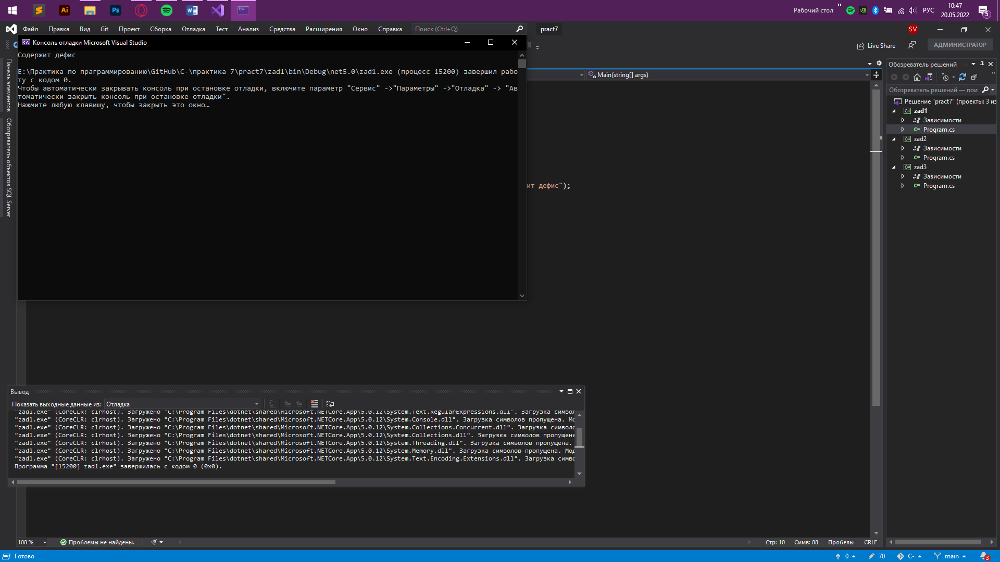 Рабочий стол
РУС
10:47
20.05.2022
5
Файл Правка Вид Git Проект Сборка Отладка Тест Анализ Средства Расширения Окно Справка
Поиск (Ctrl+Q)
pract7
SV
Live Share
АДМИНИСТРАТОР
Консоль отладки Microsoft Visual Studio
Содержит дефис
E:\Практика по праграммированию\GitHub\C-\практика 7\pract7\zad1\bin\Debug\net5.0\zad1.exe (процесс 15200) завершил рабо
ту с кодом 0.
Чтобы автоматически закрывать консоль при остановке отладки, включите параметр "Сервис" ->"Параметры" ->"Отладка" -> "Ав
томатически закрыть консоль при остановке отладки".
Нажмите любую клавишу, чтобы закрыть это окно…
Панель элементов
Обозреватель объектов SQL Server
Main(string[] args)
ит дефис");
Обозреватель решений
Обозреватель решений — пои
Решение "pract7" (проекты: 3 из
zad1
Зависимости
Program.cs
zad2
Зависимости
Program.cs
zad3
Зависимости
Program.cs
Вывод
Показать выходные данные из: Отладка
"zad1.exe" (CoreCLR: clrhost). Загружено "C:\Program Files\dotnet\shared\Microsoft.NETCore.App\5.0.12\System.Text.RegularExpressions.dll". Загрузка символ
"zad1.exe" (CoreCLR: clrhost). Загружено "C:\Program Files\dotnet\shared\Microsoft.NETCore.App\5.0.12\System.Console.dll". Загрузка символов пропущена. Мо
"zad1.exe" (CoreCLR: clrhost). Загружено "C:\Program Files\dotnet\shared\Microsoft.NETCore.App\5.0.12\System.Collections.Concurrent.dll". Загрузка символо
"zad1.exe" (CoreCLR: clrhost). Загружено "C:\Program Files\dotnet\shared\Microsoft.NETCore.App\5.0.12\System.Collections.dll". Загрузка символов пропущена
"zad1.exe" (CoreCLR: clrhost). Загружено "C:\Program Files\dotnet\shared\Microsoft.NETCore.App\5.0.12\System.Threading.dll". Загрузка символов пропущена.
"zad1.exe" (CoreCLR: clrhost). Загружено "C:\Program Files\dotnet\shared\Microsoft.NETCore.App\5.0.12\System.Memory.dll". Загрузка символов пропущена. Мод
"zad1.exe" (CoreCLR: clrhost). Загружено "C:\Program Files\dotnet\shared\Microsoft.NETCore.App\5.0.12\System.Text.Encoding.Extensions.dll". Загрузка симво
Программа "[15200] zad1.exe" завершилась с кодом 0 (0x0).
108 %
Проблемы не найдены.
Стр: 10 Симв: 88 Пробелы CRLF
Готово
0 70 C- main 3